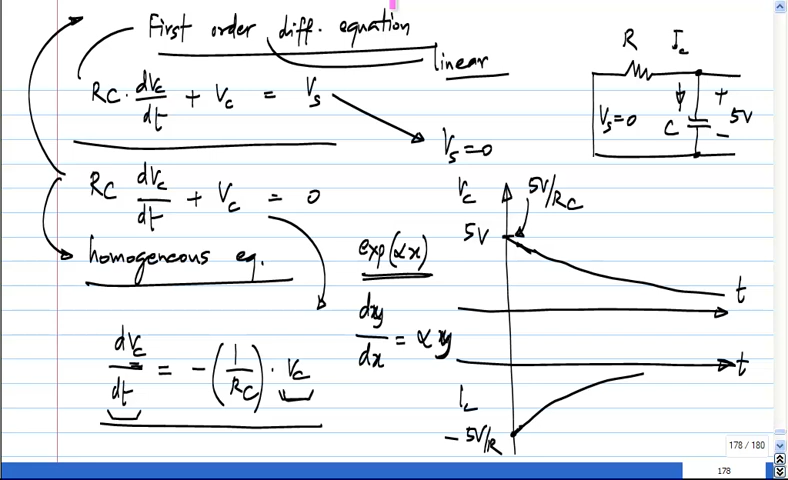 First order diff. equation
linear
RC · dVc/dt + Vc = Vs
Vs=0
RC dVc/dt + Vc = 0
homogeneous eq.
dVc/dt = -(1/RC) · Vc
exp(αx)
dy/dx = αy
R Ic
Vs=0 C + 5V -
Vc 5V/RC
5V
t
t
Ic
-5V/R
178 / 180
178